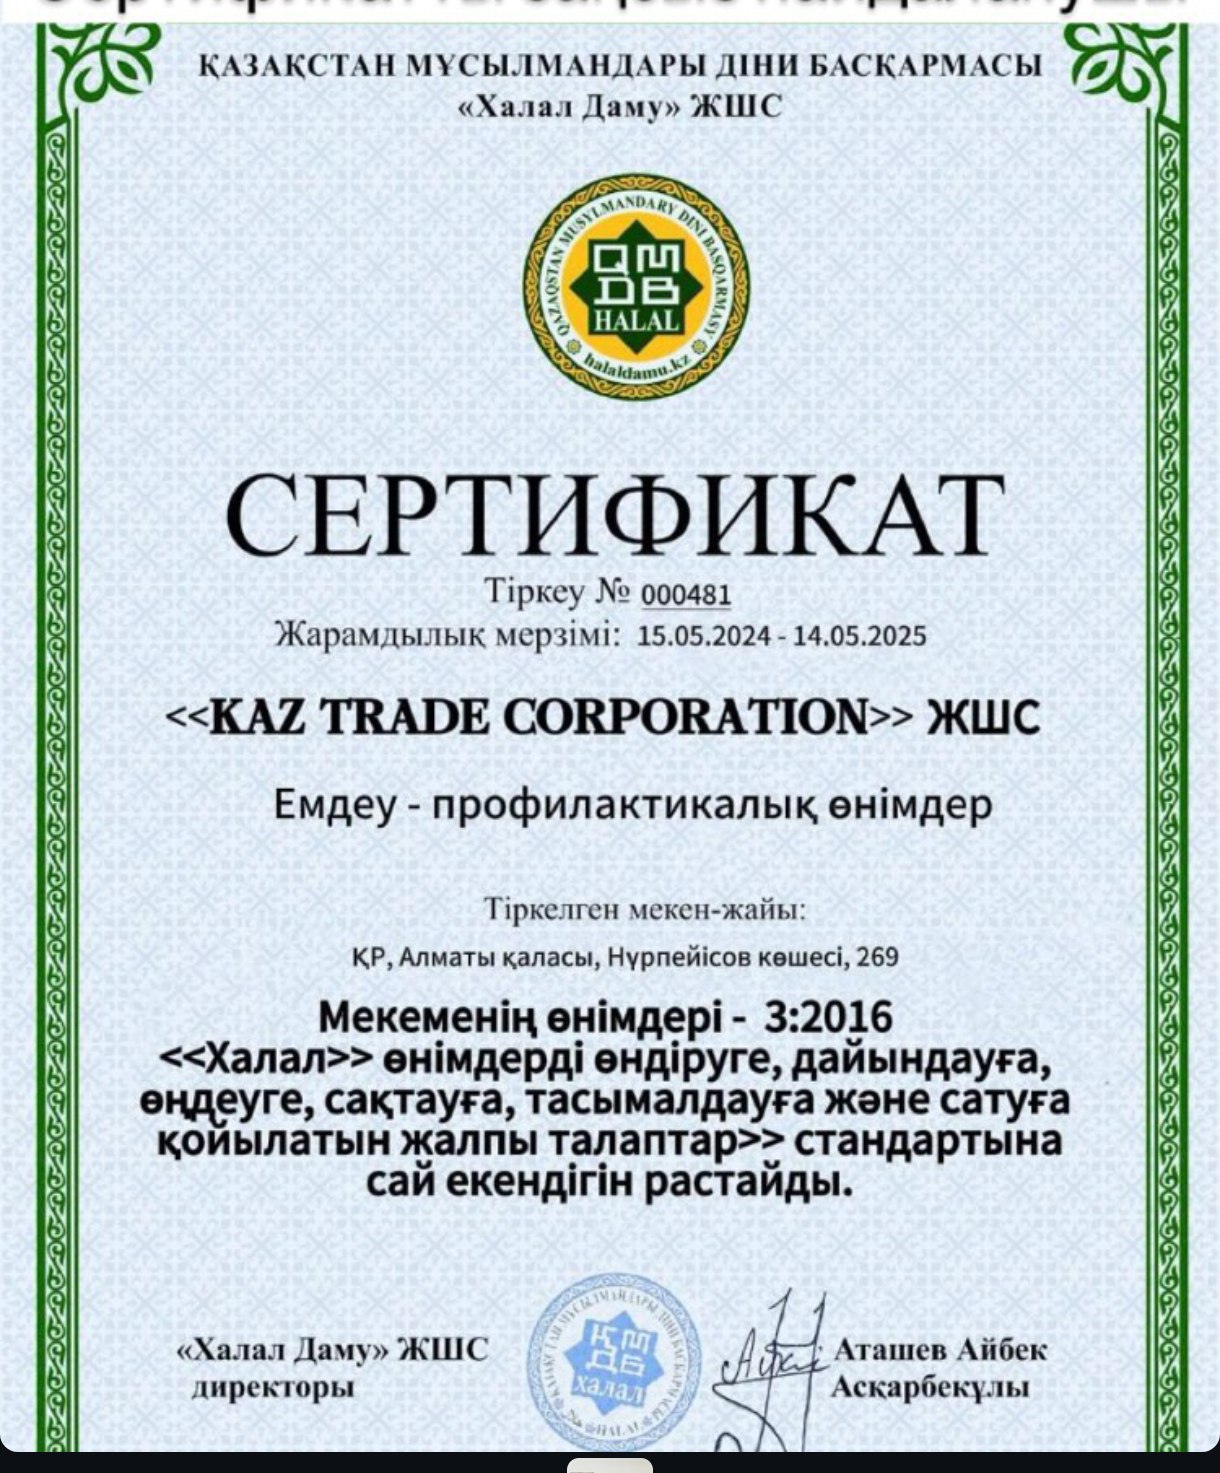 ҚАЗАҚСТАН МҰСЫЛМАНДАРЫ ДІНИ БАСҚАРМАСЫ
«Халал Даму» ЖШС
QAZAQSTAN MUSYLMANDARY DINI BASQARMASY
QMDB
HALAL
halaldamu.kz
СЕРТИФИКАТ
Тіркеу № 000481
Жарамдылық мерзімі: 15.05.2024 - 14.05.2025
<<KAZ TRADE CORPORATION>> ЖШС
Емдеу - профилактикалық өнімдер
Тіркелген мекен-жайы:
ҚР, Алматы қаласы, Нұрпейісов көшесі, 269
Мекеменің өнімдері - 3:2016
<<Халал>> өнімдерді өндіруге, дайындауға,
өңдеуге, сақтауға, тасымалдауға және сатуға
қойылатын жалпы талаптар>> стандартына
сай екендігін растайды.
«Халал Даму» ЖШС
директоры
ҚМДБ
халал
HALAL
Аташев Айбек
Асқарбекұлы